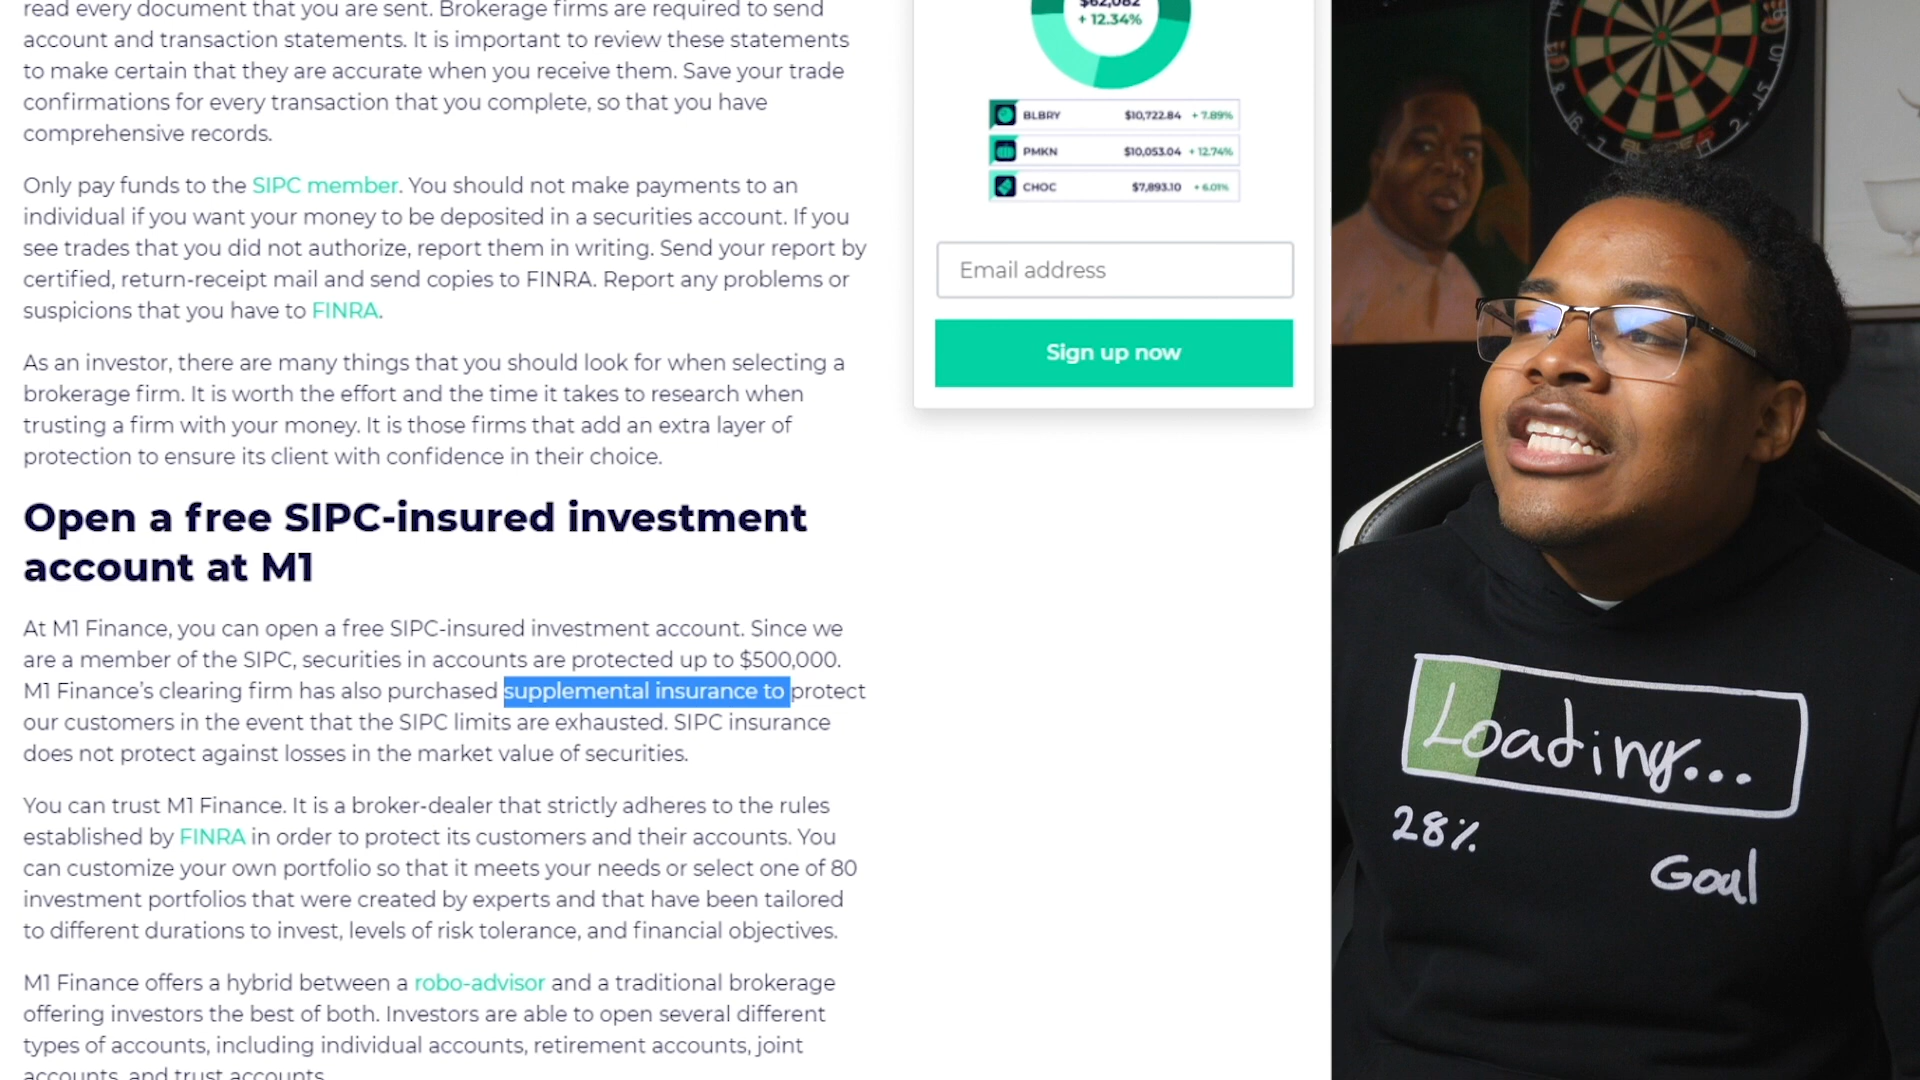 read every document that you are sent. Brokerage firms are required to send
account and transaction statements. It is important to review these statements
to make certain that they are accurate when you receive them. Save your trade
confirmations for every transaction that you complete, so that you have
comprehensive records.
Only pay funds to the SIPC member. You should not make payments to an
individual if you want your money to be deposited in a securities account. If you
see trades that you did not authorize, report them in writing. Send your report by
certified, return-receipt mail and send copies to FINRA. Report any problems or
suspicions that you have to FINRA.
As an investor, there are many things that you should look for when selecting a
brokerage firm. It is worth the effort and the time it takes to research when
trusting a firm with your money. It is those firms that add an extra layer of
protection to ensure its client with confidence in their choice.
Open a free SIPC-insured investment
account at M1
At M1 Finance, you can open a free SIPC-insured investment account. Since we
are a member of the SIPC, securities in accounts are protected up to $500,000.
M1 Finance's clearing firm has also purchased supplemental insurance to protect
our customers in the event that the SIPC limits are exhausted. SIPC insurance
does not protect against losses in the market value of securities.
You can trust M1 Finance. It is a broker-dealer that strictly adheres to the rules
established by FINRA in order to protect its customers and their accounts. You
can customize your own portfolio so that it meets your needs or select one of 80
investment portfolios that were created by experts and that have been tailored
to different durations to invest, levels of risk tolerance, and financial objectives.
M1 Finance offers a hybrid between a robo-advisor and a traditional brokerage
offering investors the best of both. Investors are able to open several different
types of accounts, including individual accounts, retirement accounts, joint
accounts, and trust accounts.
$62,082
+ 12.34%
BLBRY $10,722.84 + 7.89%
PMKN $10,053.04 + 12.74%
CHOC $7,893.10 + 6.01%
Email address
Sign up now
Loading...
28%
Goal